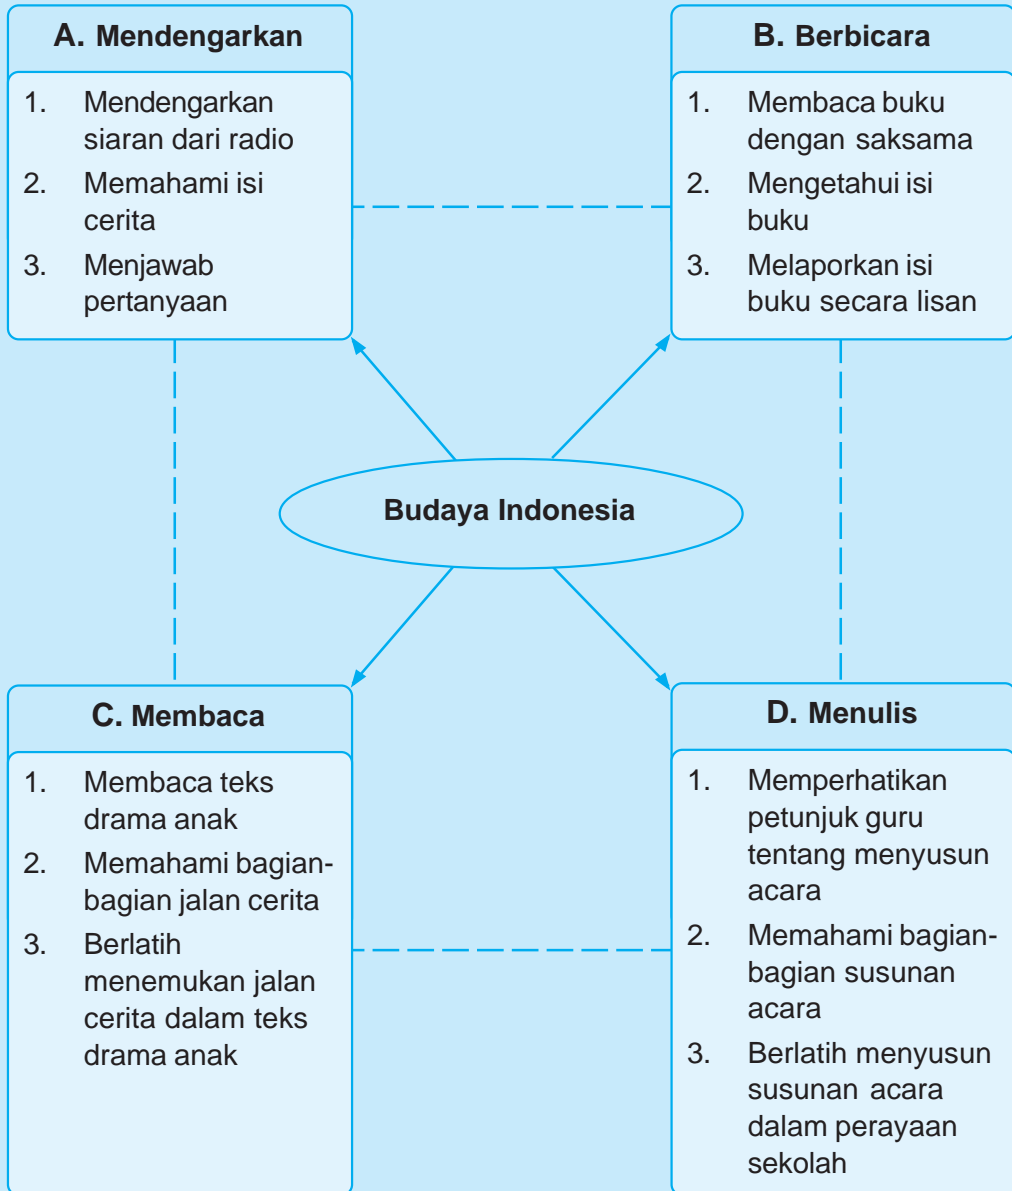 A. Mendengarkan
1. Mendengarkan
siaran dari radio
2. Memahami isi
cerita
3. Menjawab
pertanyaan
B. Berbicara
1. Membaca buku
dengan saksama
2. Mengetahui isi
buku
3. Melaporkan isi
buku secara lisan
Budaya Indonesia
C. Membaca
1. Membaca teks
drama anak
2. Memahami bagian-
bagian jalan cerita
3. Berlatih
menemukan jalan
cerita dalam teks
drama anak
D. Menulis
1. Memperhatikan
petunjuk guru
tentang menyusun
acara
2. Memahami bagian-
bagian susunan
acara
3. Berlatih menyusun
susunan acara
dalam perayaan
sekolah